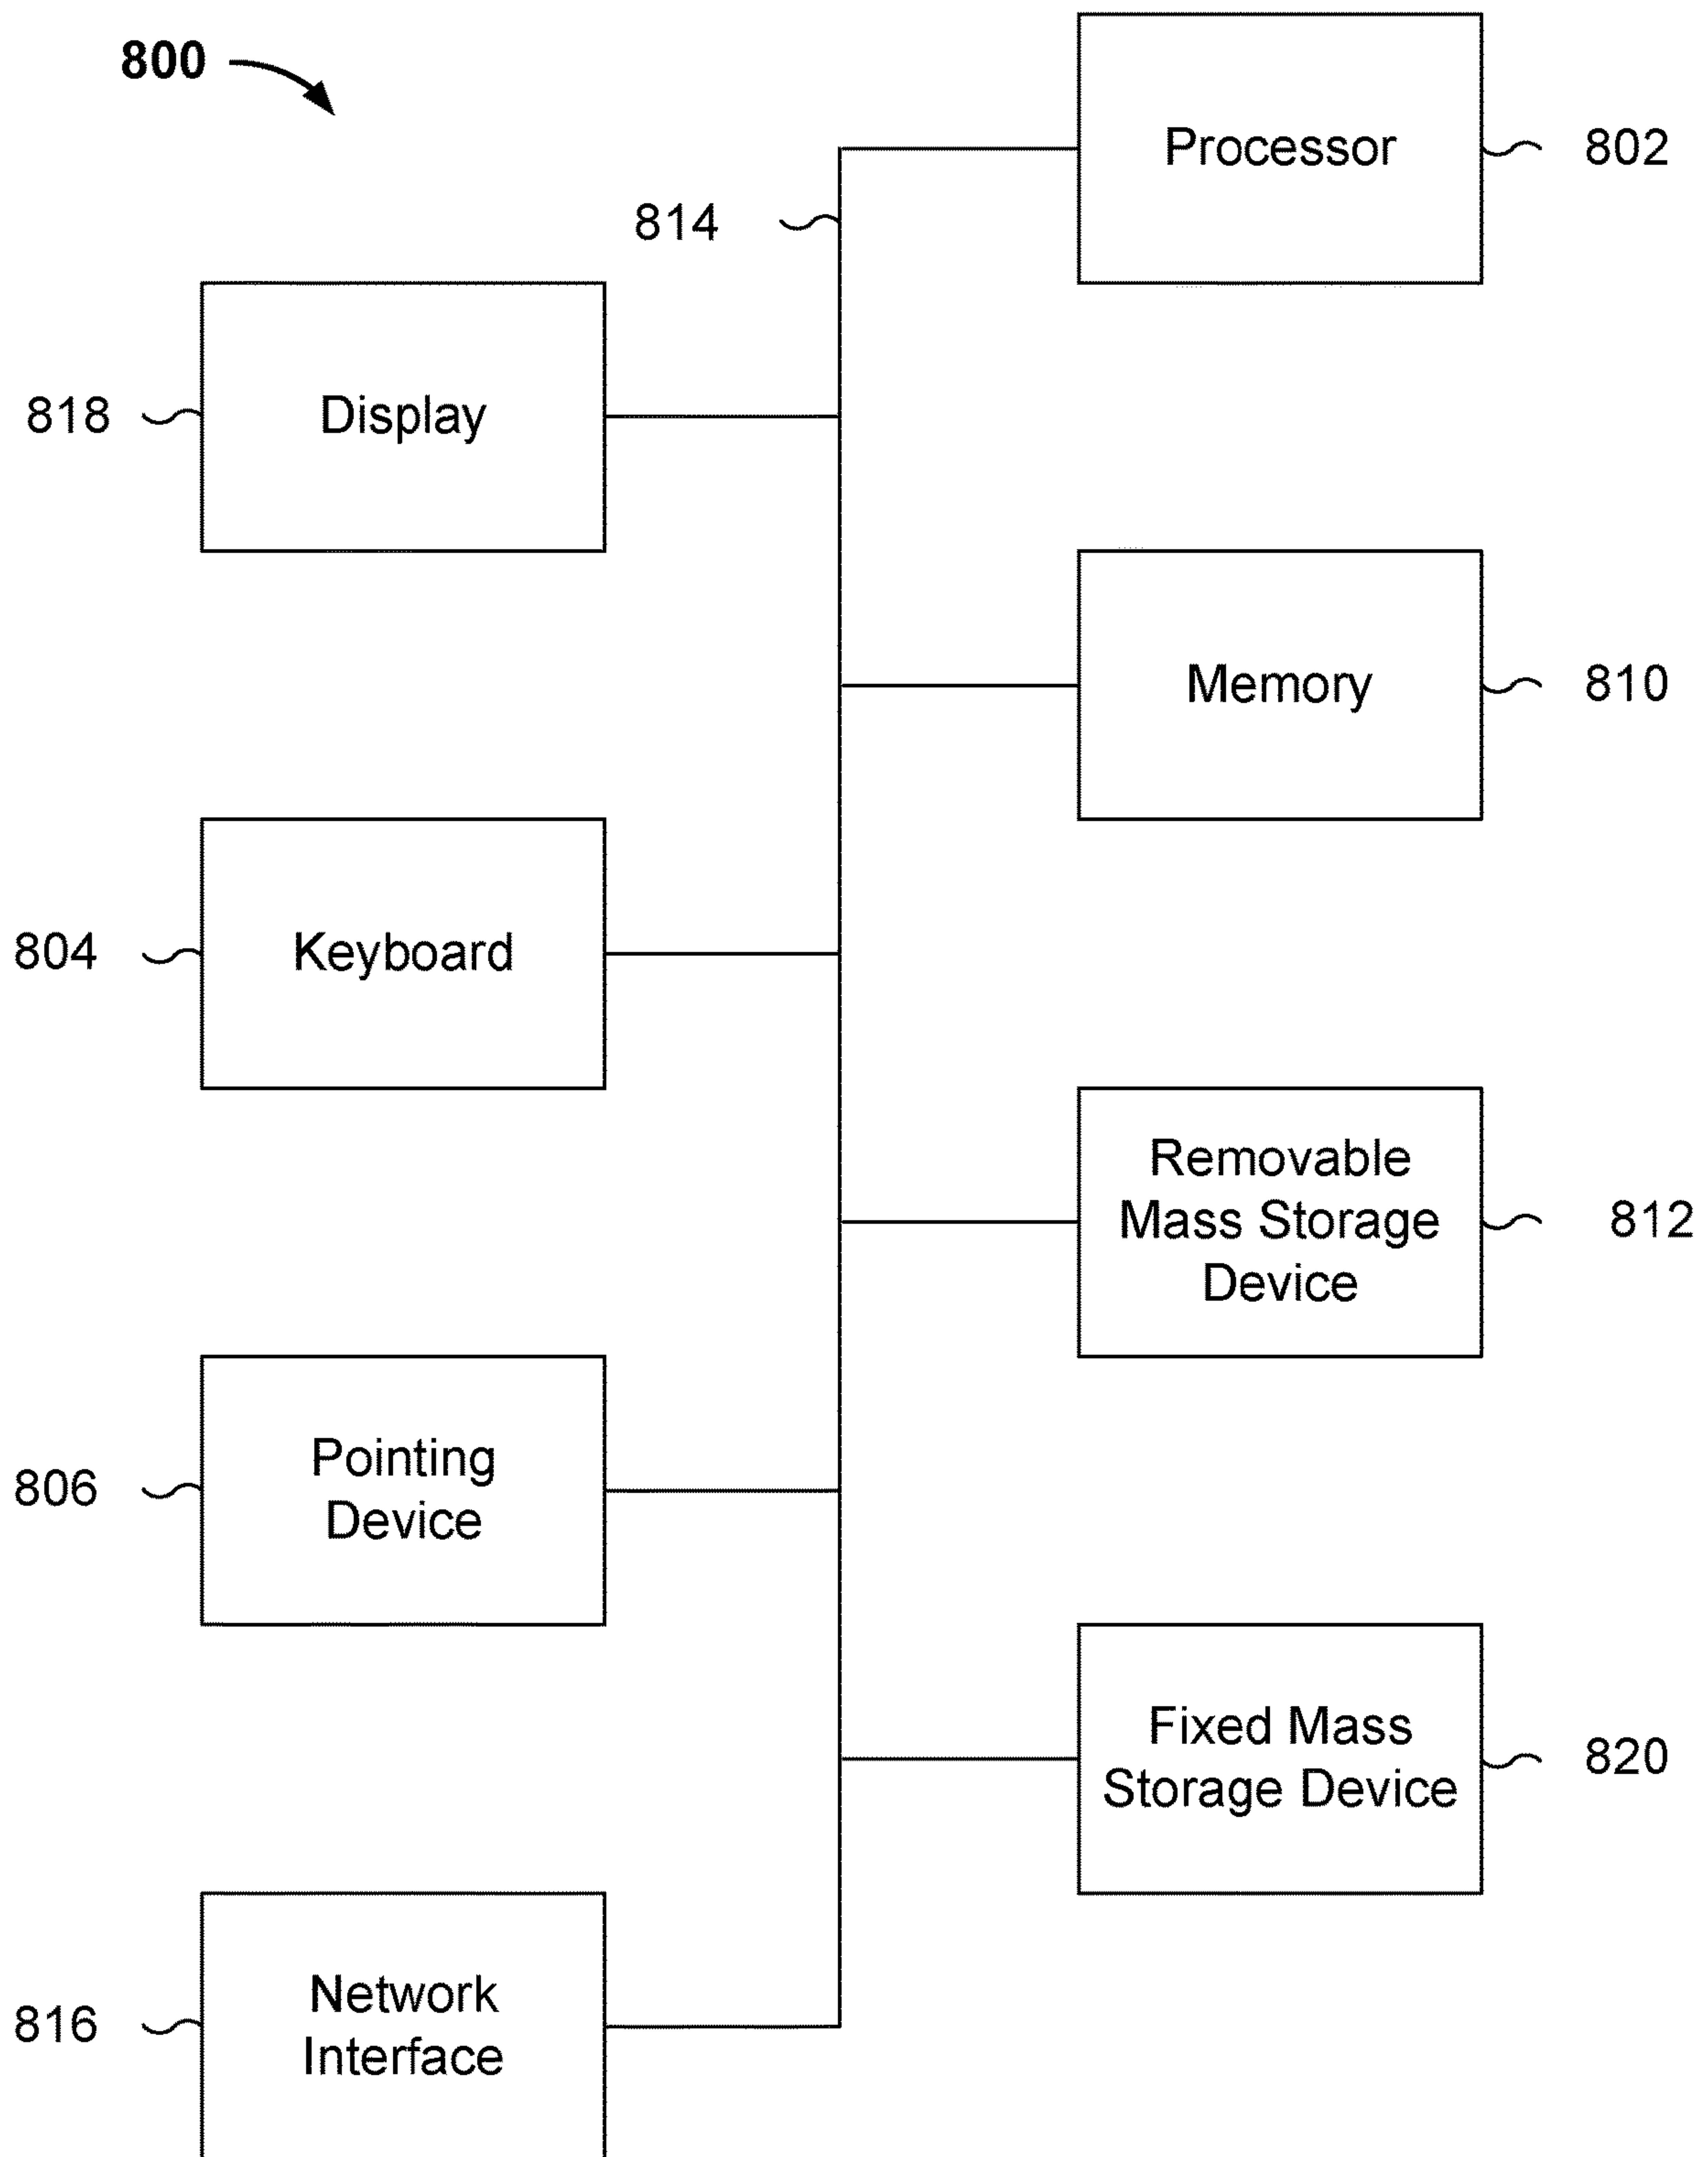 800
Processor
802
814
818
Display
Memory
810
804
Keyboard
Removable
Mass Storage
Device
812
806
Pointing
Device
Fixed Mass
Storage Device
820
816
Network
Interface